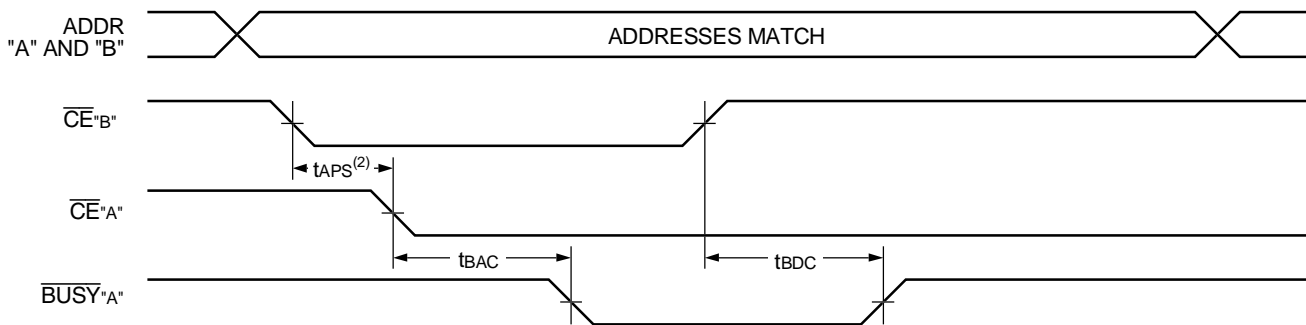 ADDR
"A" AND "B"
ADDRESSES MATCH
CE"B"
tAPS(2)
CE"A"
tBAC
tBDC
BUSY"A"